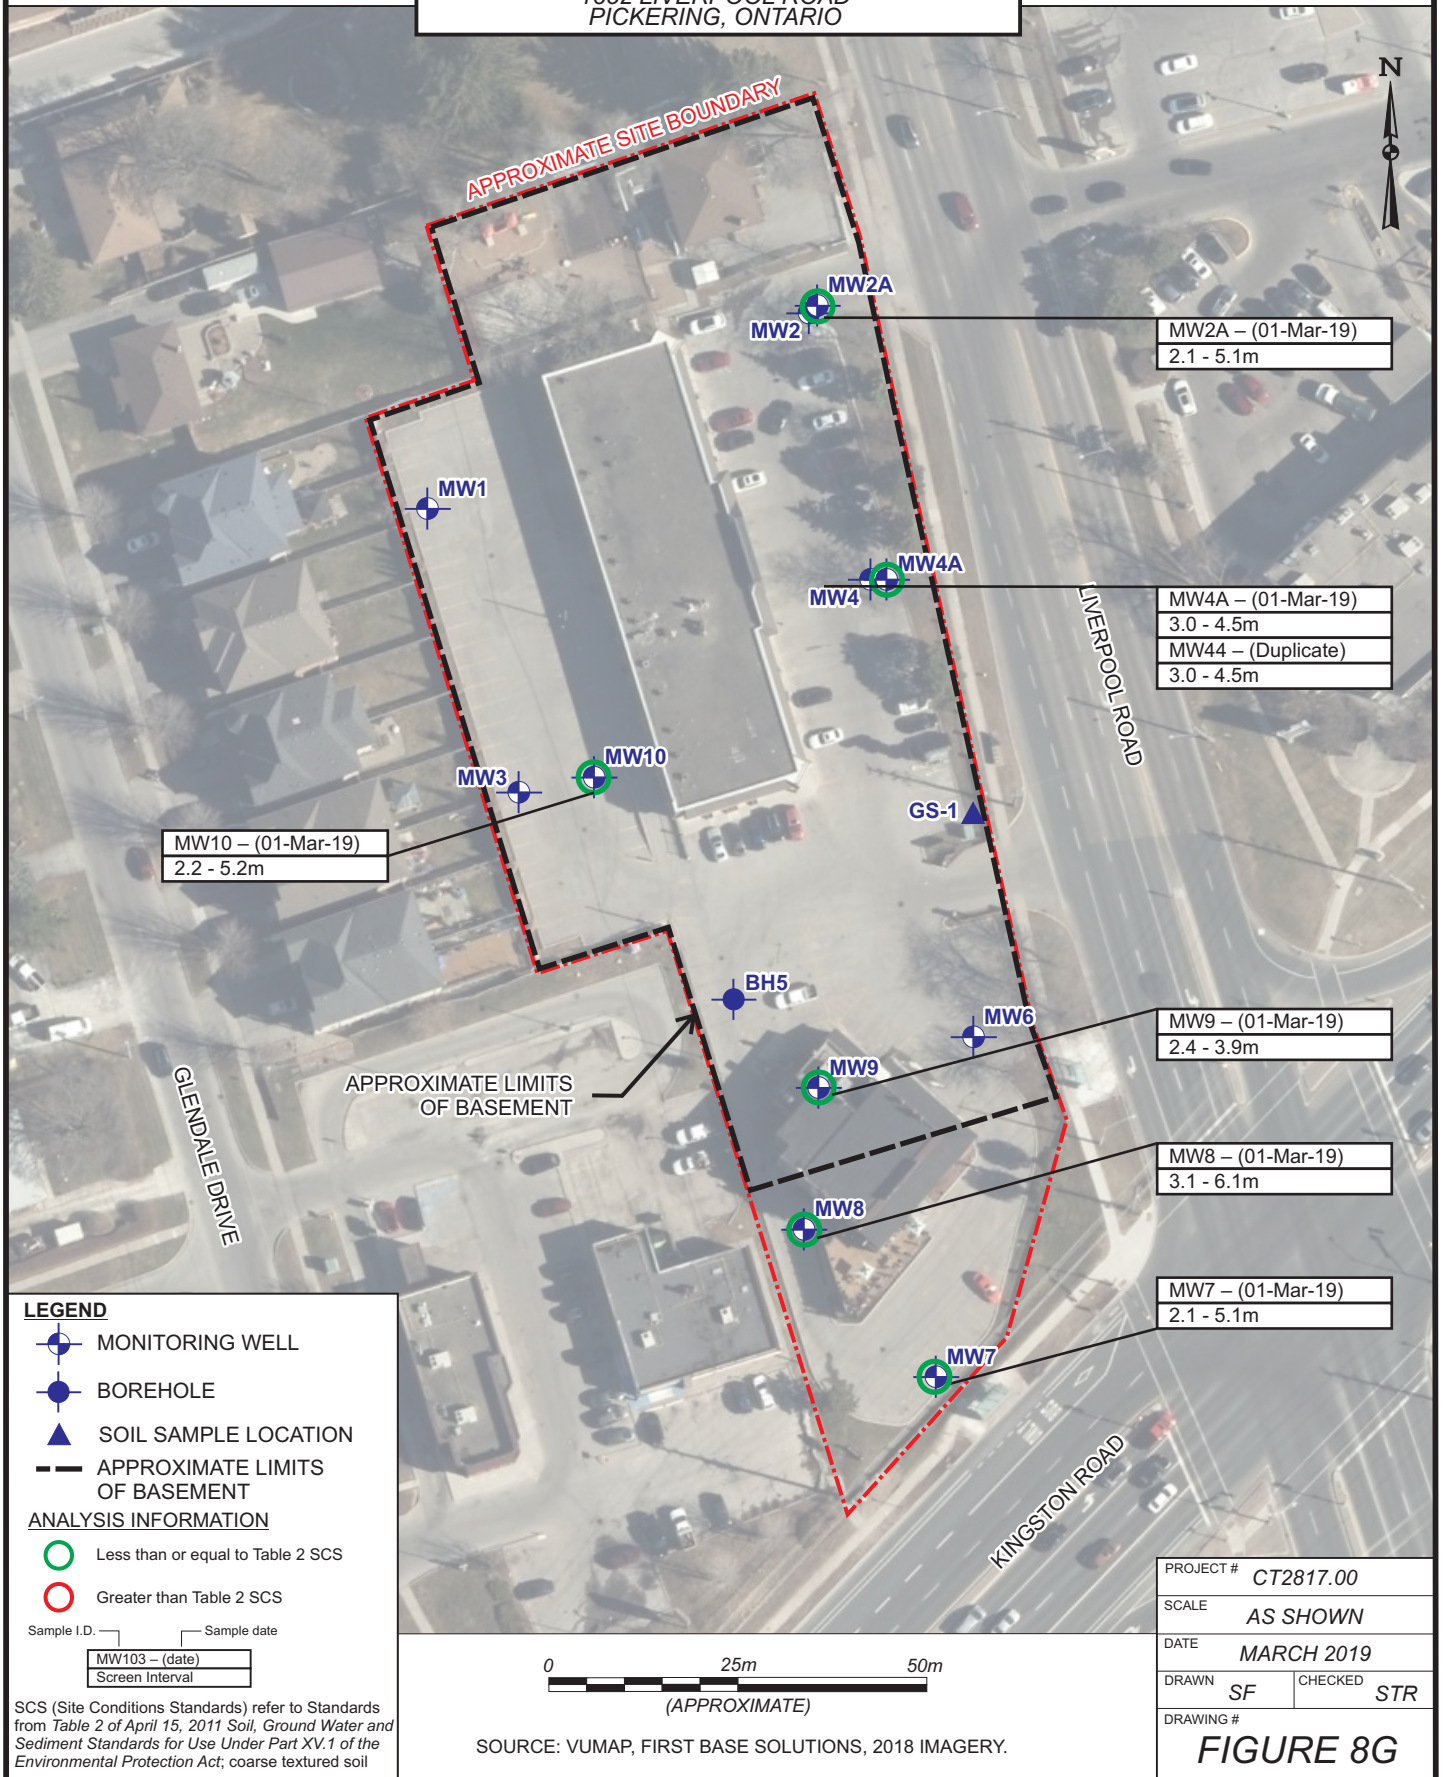 PICKERING, ONTARIO
N
APPROXIMATE SITE BOUNDARY
MW2A
MW2
MW2A – (01-Mar-19)
2.1 - 5.1m
MW1
MW4A
MW4
MW4A – (01-Mar-19)
3.0 - 4.5m
MW44 – (Duplicate)
3.0 - 4.5m
LIVERPOOL ROAD
MW10
MW3
GS-1
MW10 – (01-Mar-19)
2.2 - 5.2m
BH5
MW6
MW9 – (01-Mar-19)
2.4 - 3.9m
MW9
APPROXIMATE LIMITS
OF BASEMENT
GLENDALE DRIVE
MW8 – (01-Mar-19)
3.1 - 6.1m
MW8
MW7 – (01-Mar-19)
2.1 - 5.1m
MW7
KINGSTON ROAD
LEGEND
MONITORING WELL
BOREHOLE
SOIL SAMPLE LOCATION
APPROXIMATE LIMITS
OF BASEMENT
ANALYSIS INFORMATION
Less than or equal to Table 2 SCS
Greater than Table 2 SCS
Sample I.D.
Sample date
MW103 – (date)
Screen Interval
SCS (Site Conditions Standards) refer to Standards
from Table 2 of April 15, 2011 Soil, Ground Water and
Sediment Standards for Use Under Part XV.1 of the
Environmental Protection Act; coarse textured soil
0 25m 50m
(APPROXIMATE)
SOURCE: VUMAP, FIRST BASE SOLUTIONS, 2018 IMAGERY.
PROJECT # CT2817.00
SCALE AS SHOWN
DATE MARCH 2019
DRAWN SF CHECKED STR
DRAWING #
FIGURE 8G